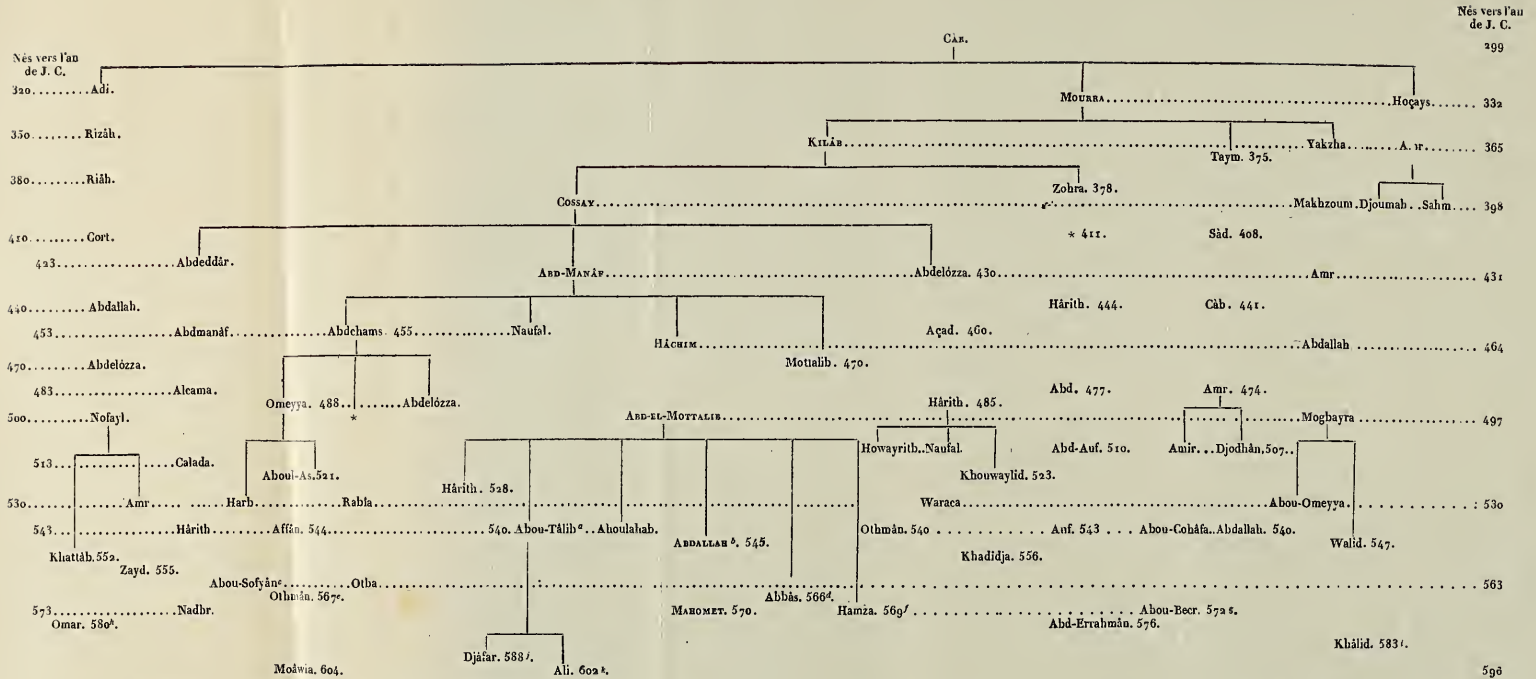 Nés vers l'an
de J. C.
CÀB.
299
Nés vers l'an
de J. C.
320.........Adi.
MOURRA..................Hoçays....... 332
350.........Rizâh.
KILÂB..................Yakzha............ 365
Taym. 375.
380.........Riâh.
Zohra. 378.
COSSAY..................Makhzoum.Djoumah..Sahm.... 398
410.........Cort.
* 411. Sàd. 408.
423..............Abdeddâr.
ABD-MANÂF..................Abdelózza. 430..................Amr.................. 431
440.........Abdallah.
Hârith. 444. Càb. 441.
453..............Abdmanâf..............Abdchams. 455..............Naufal.
Açad. 460.
HÂCHIM..................Abdallah.................. 464
Mottalib. 470.
470.........Abdelózza.
483..............Alcama.
Abd. 477. Amr. 474.
Omeyya. 488...........Abdelózza.
Hârith. 485.
500.........Nofayl.
*
ABD-EL-MOTTALIB..................Moghayra.................. 497
Howayrith..Naufal. Abd-Auf. 510. Amir...Djodhân,507..
513..............Calada.
Aboul-As.521.
Khouwaylid. 523.
Hârith. 528.
530..............Amr..............Harb..............Rabîa..................Waraca..................Abou-Omeyya.................. 530
543..............Hârith..............Affân. 544..................540. Abou-Tâlib ᵃ..Aboulahab.
Othmân. 540..............Auf. 543....Abou-Cohâfa..Abdallah. 540.
ABDALLAH ᵇ. 545.
Walid. 547.
Khattâb. 552.
Khadidja. 556.
Zayd. 555.
Abou-Sofyân ᶜ..............Otba.................. 563
Othmân. 567 ᵉ.
Abbâs. 566 ᵈ.
573..............Nadhr.
MAHOMET. 570. Hamza. 569 ᶠ..............Abou-Becr. 572 ᵍ.
Omar. 580 ʰ.
Abd-Errahmân. 576.
Khâlid. 583 ⁱ.
Djáfar. 588 ʲ.
Moâwia. 604.
Ali. 602 ᵏ.
596